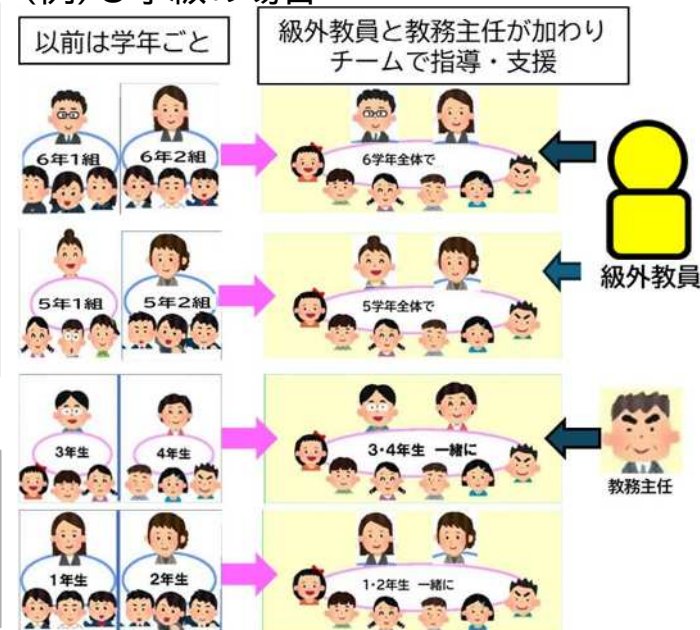 以前は学年ごと
級外教員と教務主任が加わり
チームで指導・支援
6年1組
6年2組
6学年全体で
級外教員
5年1組
5年2組
5学年全体で
3年生
4年生
3・4年生 一緒に
教務主任
1年生
2年生
1・2年生 一緒に